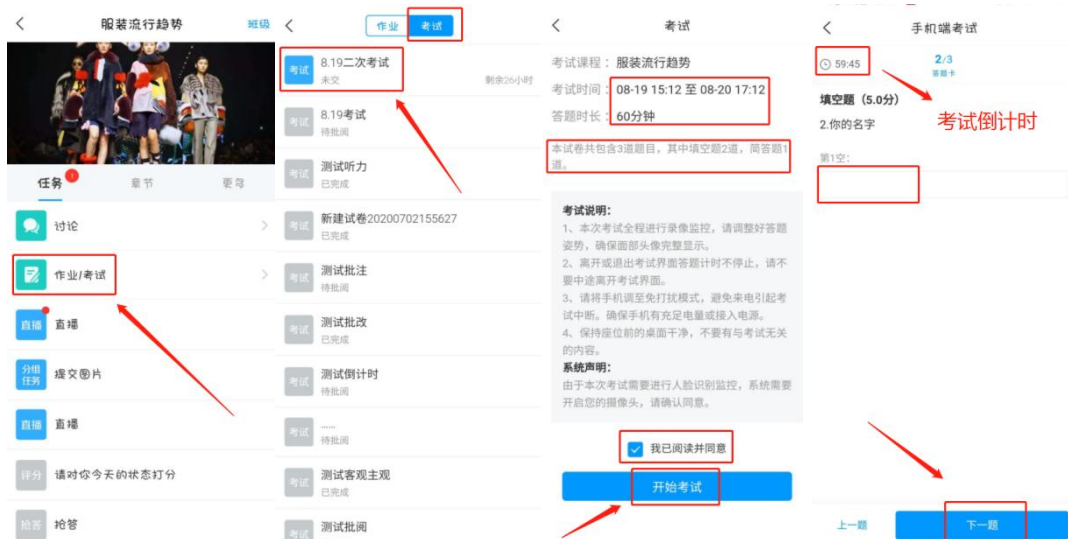 服装流行趋势
班级
任务
1
章节
更多
讨论
作业/考试
直播
直播
分组
任务
提交图片
直播
直播
评分
请对你今天的状态打分
抢答
抢答
作业
考试
考试
8.19二次考试
未交
剩余26小时
考试
8.19考试
待批阅
考试
测试听力
已完成
考试
新建试卷20200702155627
已完成
考试
测试批注
待批阅
考试
测试批改
已完成
考试
测试倒计时
待批阅
考试
......
待批阅
考试
测试客观主观
已完成
考试
测试批阅
考试
考试课程：服装流行趋势
考试时间：08-19 15:12 至 08-20 17:12
答题时长：60分钟
本试卷共包含3道题目，其中填空题2道，简答题1
道。
考试说明：
1、本次考试全程进行录像监控，请调整好答题
姿势，确保面部头像完整显示。
2、离开或退出考试界面答题计时不停止，请不
要中途离开考试界面。
3、请将手机调至免打扰模式，避免来电引起考
试中断。确保手机有充足电量或接入电源。
4、保持座位前的桌面干净，不要有与考试无关
的内容。
系统声明：
由于本次考试需要进行人脸识别监控，系统需要
开启您的摄像头，请确认同意。
我已阅读并同意
开始考试
手机端考试
59:45
2/3
答题卡
填空题（5.0分）
考试倒计时
2.你的名字
第1空：
上一题
下一题